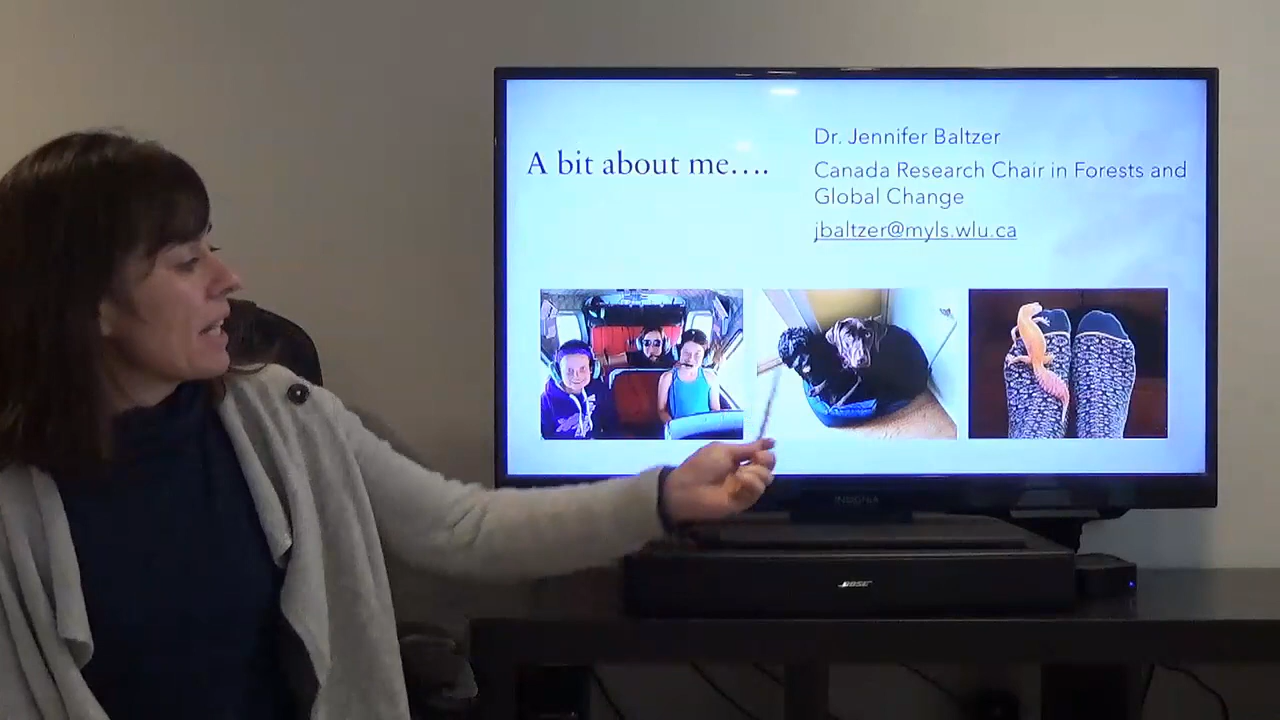 A bit about me....
Dr. Jennifer Baltzer
Canada Research Chair in Forests and
Global Change
jbaltzer@myls.wlu.ca
INSIGNIA
BOSE